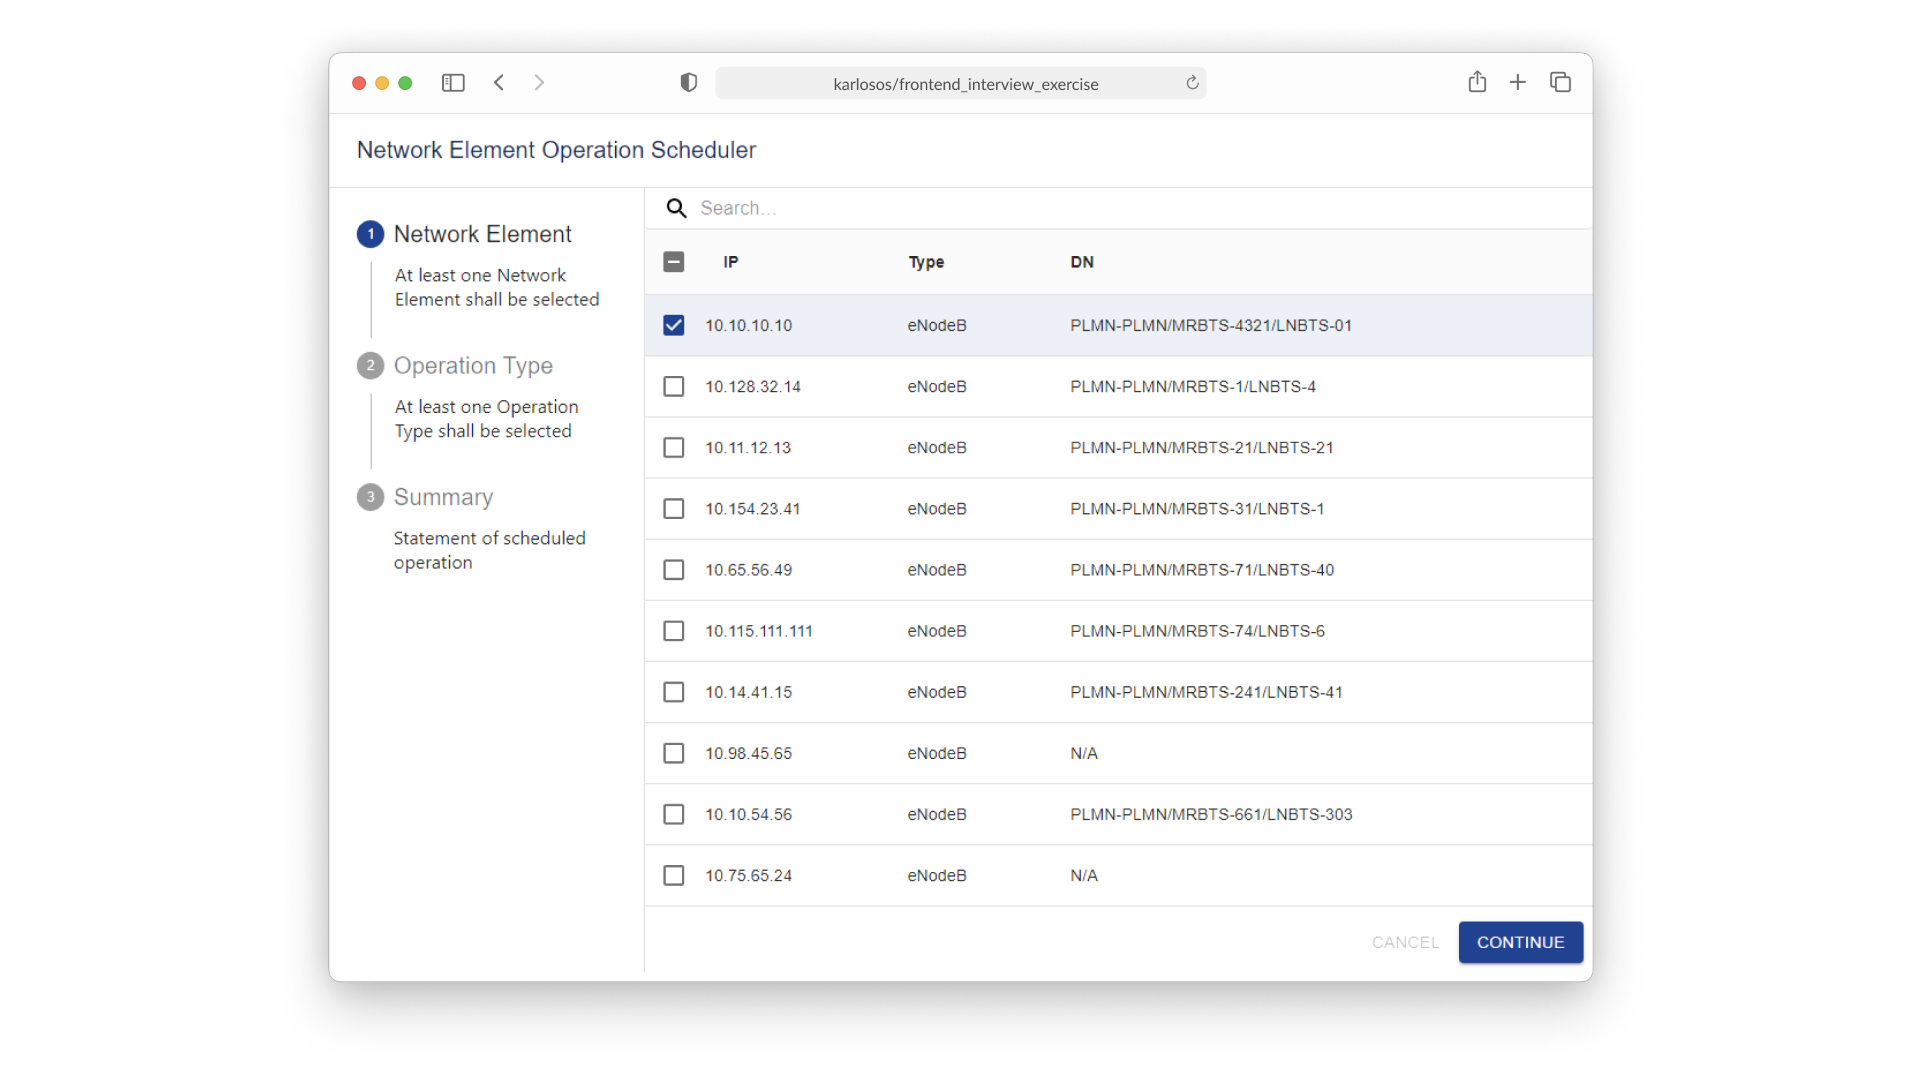 karlosos/frontend_interview_exercise
Network Element Operation Scheduler
1 Network Element
At least one Network
Element shall be selected
2 Operation Type
At least one Operation
Type shall be selected
3 Summary
Statement of scheduled
operation
Search...
IP Type DN
10.10.10.10 eNodeB PLMN-PLMN/MRBTS-4321/LNBTS-01
10.128.32.14 eNodeB PLMN-PLMN/MRBTS-1/LNBTS-4
10.11.12.13 eNodeB PLMN-PLMN/MRBTS-21/LNBTS-21
10.154.23.41 eNodeB PLMN-PLMN/MRBTS-31/LNBTS-1
10.65.56.49 eNodeB PLMN-PLMN/MRBTS-71/LNBTS-40
10.115.111.111 eNodeB PLMN-PLMN/MRBTS-74/LNBTS-6
10.14.41.15 eNodeB PLMN-PLMN/MRBTS-241/LNBTS-41
10.98.45.65 eNodeB N/A
10.10.54.56 eNodeB PLMN-PLMN/MRBTS-661/LNBTS-303
10.75.65.24 eNodeB N/A
CANCEL CONTINUE